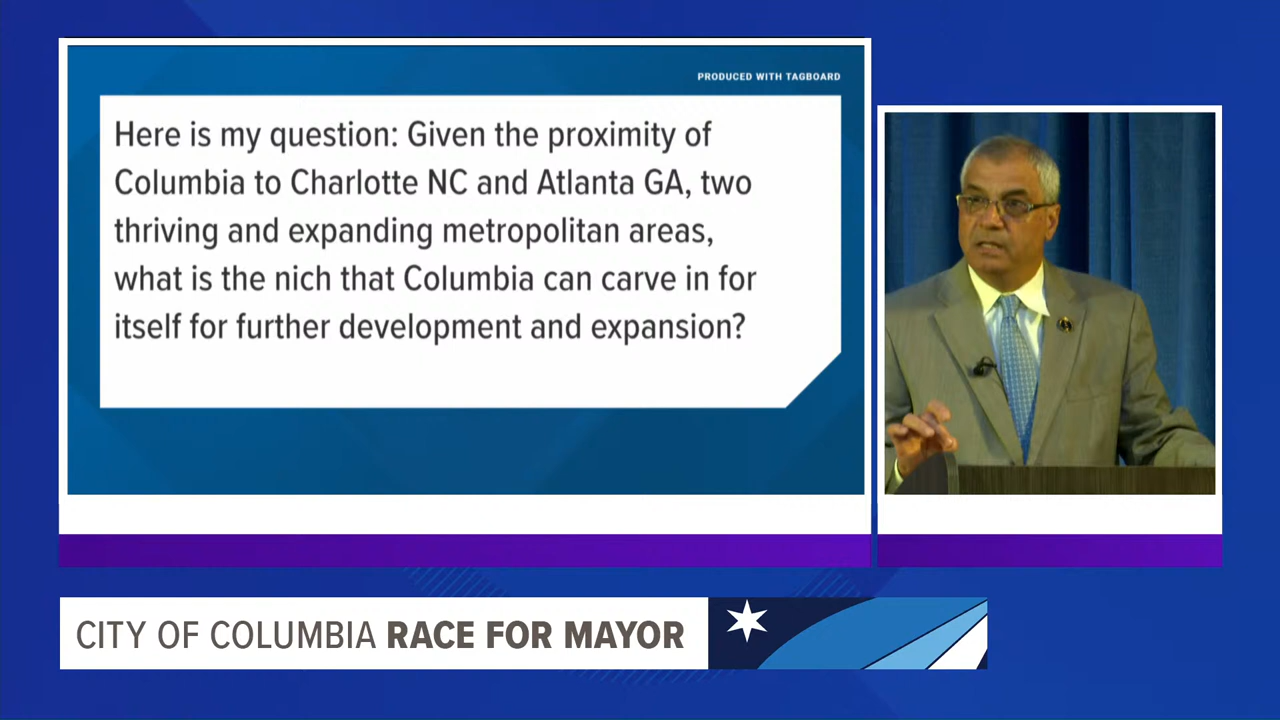 PRODUCED WITH TAGBOARD
Here is my question: Given the proximity of
Columbia to Charlotte NC and Atlanta GA, two
thriving and expanding metropolitan areas,
what is the nich that Columbia can carve in for
itself for further development and expansion?
CITY OF COLUMBIA RACE FOR MAYOR